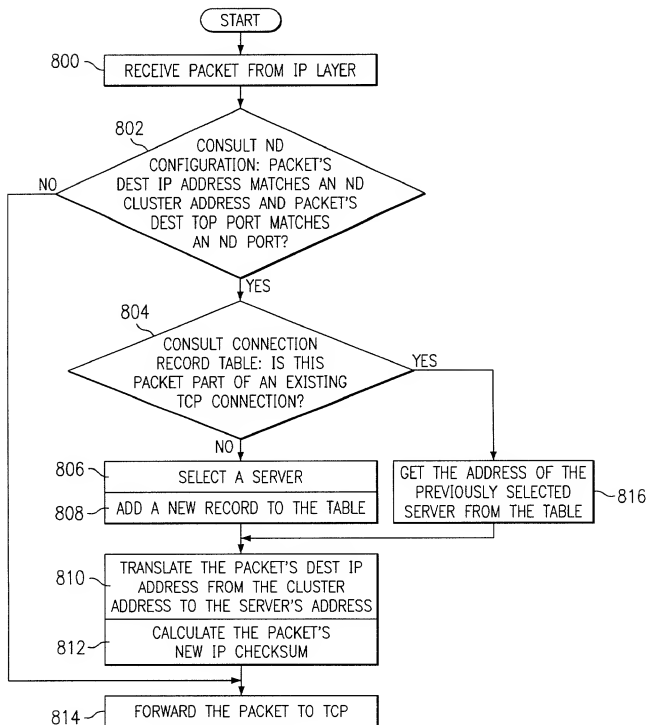 START
800
RECEIVE PACKET FROM IP LAYER
802
CONSULT ND
CONFIGURATION: PACKET'S
DEST IP ADDRESS MATCHES AN ND
CLUSTER ADDRESS AND PACKET'S
DEST TOP PORT MATCHES
AN ND PORT?
NO
YES
804
CONSULT CONNECTION
RECORD TABLE: IS THIS
PACKET PART OF AN EXISTING
TCP CONNECTION?
YES
NO
806
SELECT A SERVER
808
ADD A NEW RECORD TO THE TABLE
GET THE ADDRESS OF THE
PREVIOUSLY SELECTED
SERVER FROM THE TABLE
816
810
TRANSLATE THE PACKET'S DEST IP
ADDRESS FROM THE CLUSTER
ADDRESS TO THE SERVER'S ADDRESS
812
CALCULATE THE PACKET'S
NEW IP CHECKSUM
814
FORWARD THE PACKET TO TCP